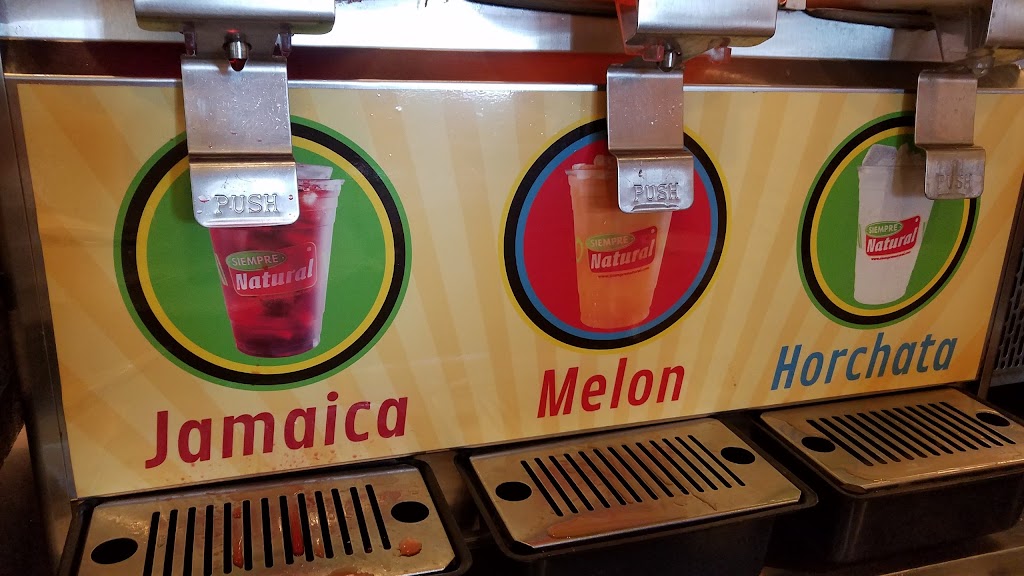 PUSH
PUSH
PUSH
SIEMPRE
Natural
SIEMPRE
Natural
SIEMPRE
Natural
Jamaica
Melon
Horchata